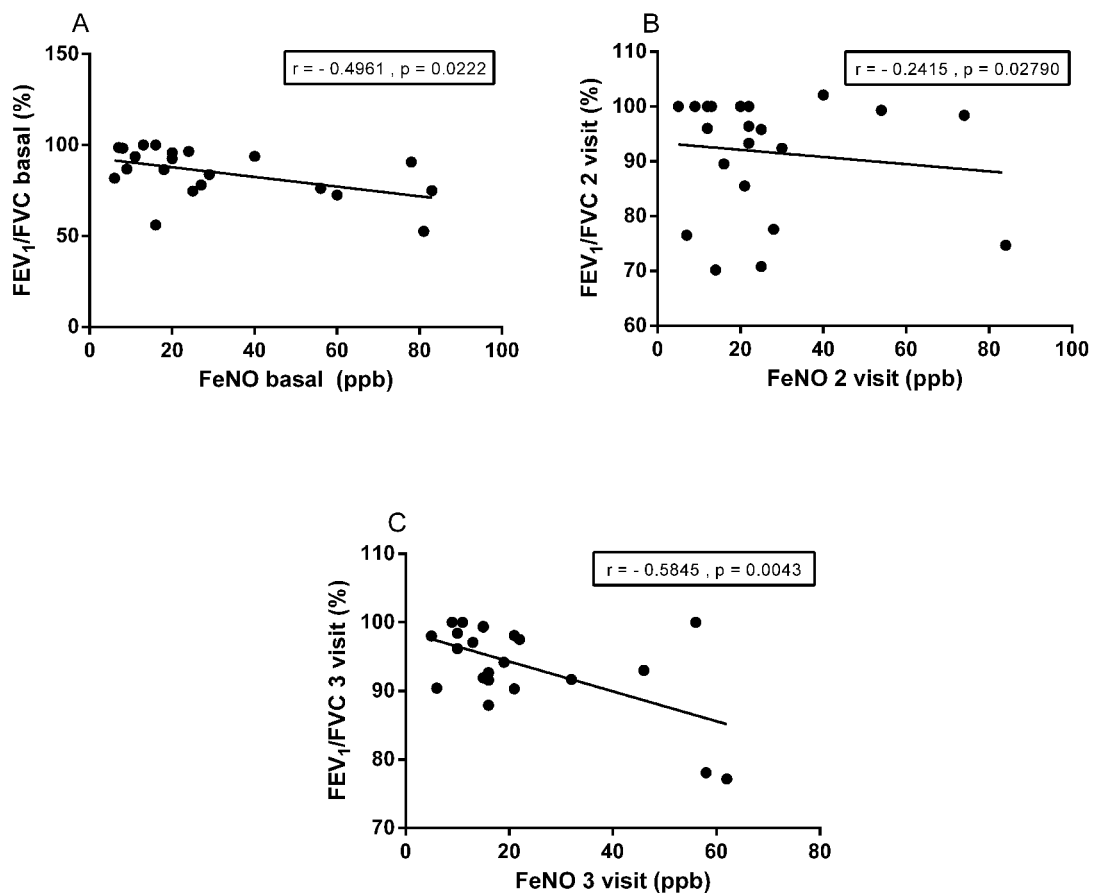 A
r = - 0.4961 , p = 0.0222
FEV₁/FVC basal (%)
150
100
50
0
0 20 40 60 80 100
FeNO basal (ppb)
B
r = - 0.2415 , p = 0.02790
FEV₁/FVC 2 visit (%)
110
100
90
80
70
60
0 20 40 60 80 100
FeNO 2 visit (ppb)
C
r = - 0.5845 , p = 0.0043
FEV₁/FVC 3 visit (%)
110
100
90
80
70
0 20 40 60 80
FeNO 3 visit (ppb)